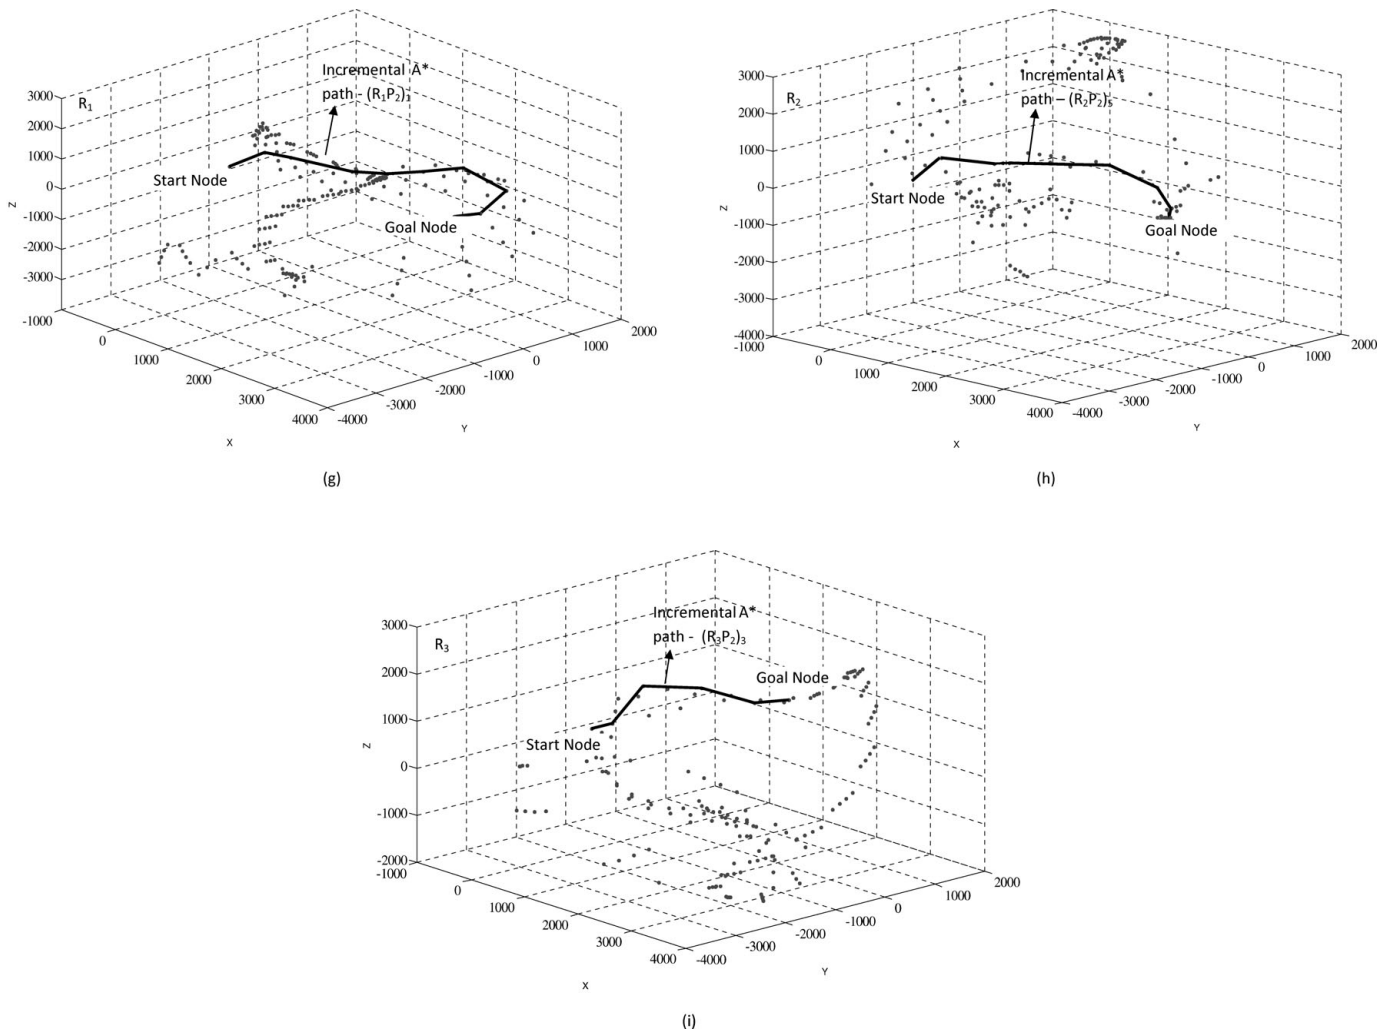 R1
Incremental A*
path - (R1P2)1
Start Node
Goal Node
3000
2000
1000
0
-1000
-2000
-3000
Z
-1000
0
1000
2000
3000
4000
X
-4000
-3000
-2000
-1000
0
1000
2000
Y
(g)
R2
Incremental A*
path – (R2P2)5
Start Node
Goal Node
3000
2000
1000
0
-1000
-2000
-3000
-4000
Z
-1000
0
1000
2000
3000
4000
X
-4000
-3000
-2000
-1000
0
1000
2000
Y
(h)
R3
Incremental A*
path - (R3P2)3
Goal Node
Start Node
3000
2000
1000
0
-1000
-2000
Z
-1000
0
1000
2000
3000
4000
X
-4000
-3000
-2000
-1000
0
1000
2000
Y
(i)